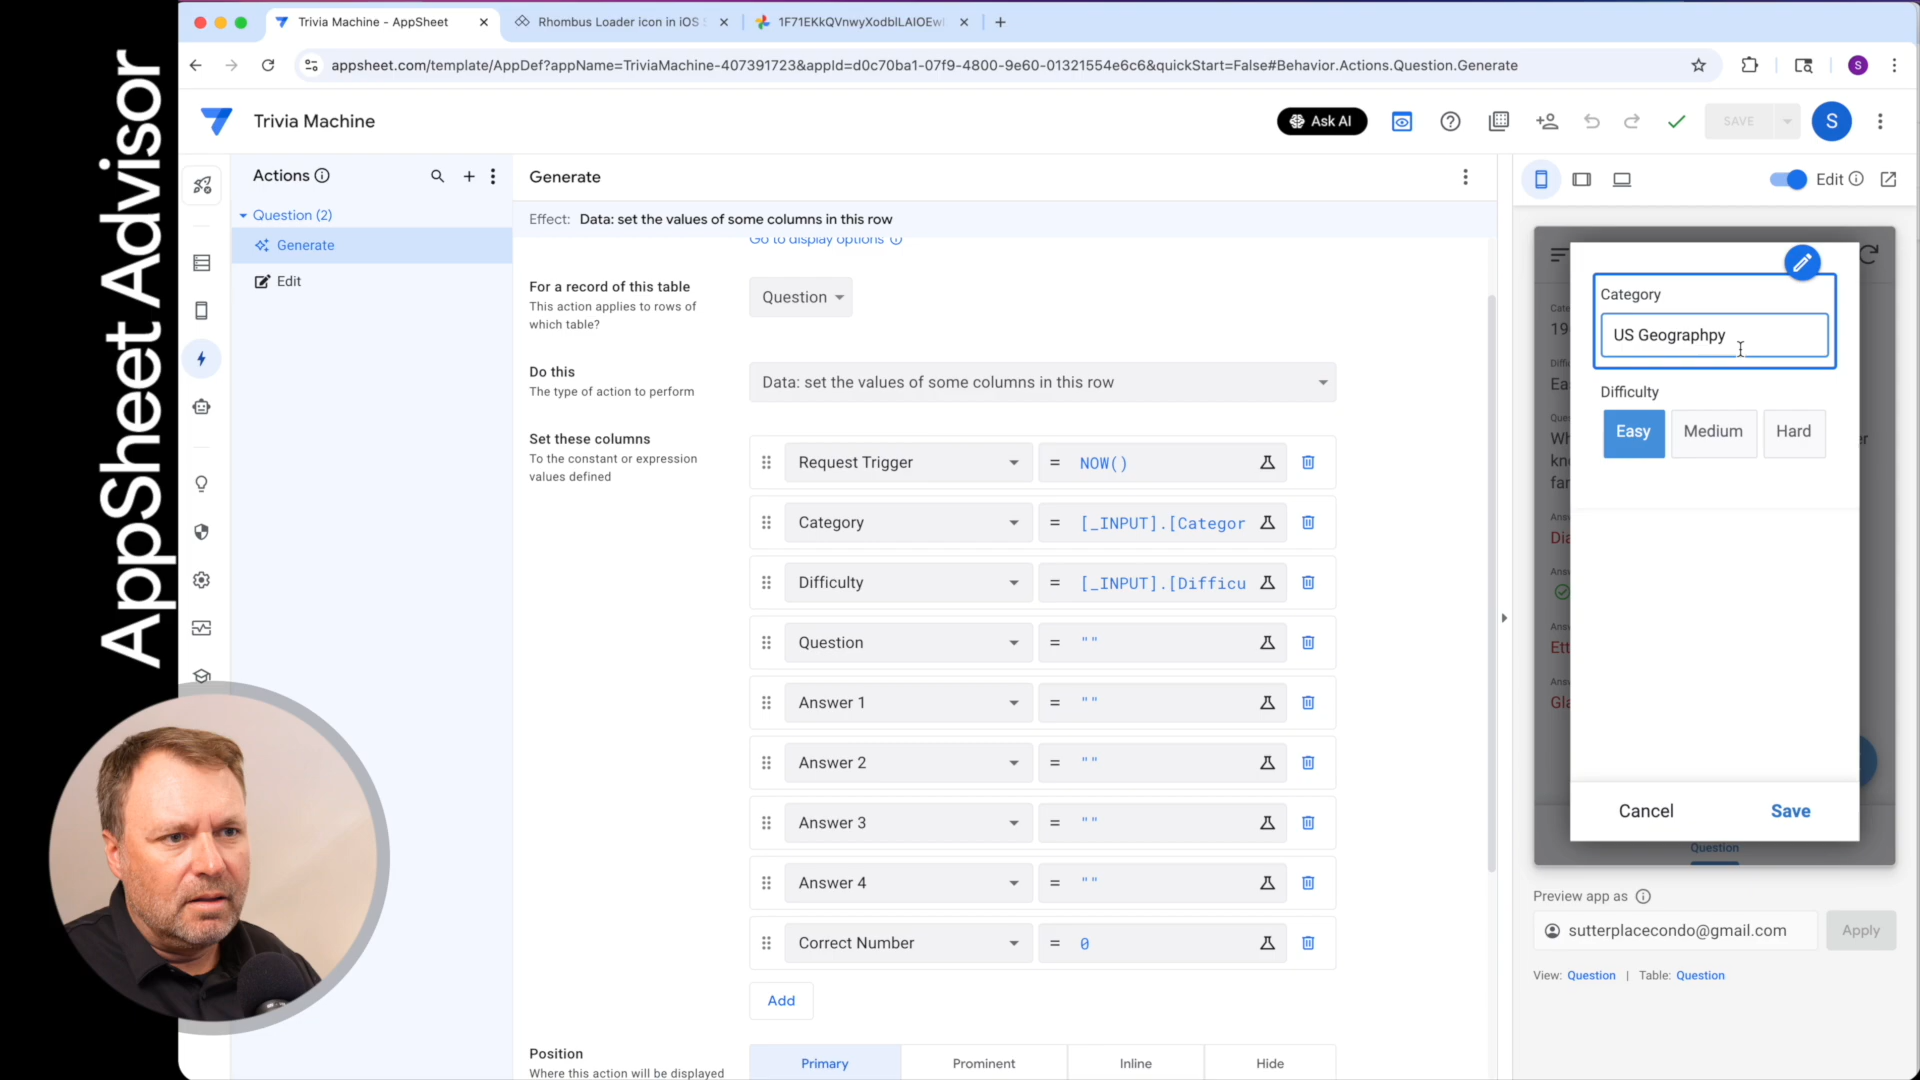 AppSheet Advisor
Trivia Machine - AppSheet
Rhombus Loader icon in iOS
1F71EKkQVnwyXodblLAIOEw
appsheet.com/template/AppDef?appName=TriviaMachine-407391723&appId=d0c70ba1-07f9-4800-9e60-01321554e6c6&quickStart=False#Behavior.Actions.Question.Generate
S
Trivia Machine
Ask AI
SAVE
S
Actions
Generate
Edit
Question (2)
Effect: Data: set the values of some columns in this row
Generate
Edit
Go to display options
For a record of this table
This action applies to rows of
which table?
Question
Do this
The type of action to perform
Data: set the values of some columns in this row
Set these columns
To the constant or expression
values defined
Request Trigger = NOW()
Category = [_INPUT].[Categor
Difficulty = [_INPUT].[Difficu
Question = ""
Answer 1 = ""
Answer 2 = ""
Answer 3 = ""
Answer 4 = ""
Correct Number = 0
Add
Position
Where this action will be displayed
Primary
Prominent
Inline
Hide
Category
US Geographpy
Difficulty
Easy
Medium
Hard
Cancel
Save
Question
Preview app as
sutterplacecondo@gmail.com
Apply
View: Question | Table: Question